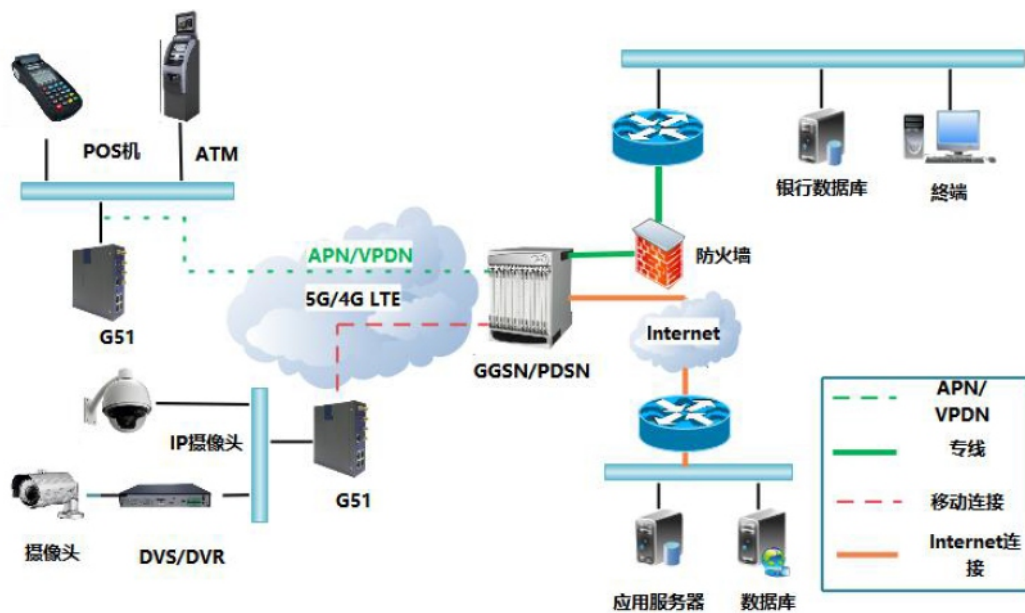 POS机
ATM
银行数据库
終端
APN/VPDN
防火墙
5G/4G LTE
G51
Internet
GGSN/PDSN
IP摄像头
G51
摄像头
DVS/DVR
应用服务器
数据库
APN/
VPDN
专线
移动连接
Internet连
接